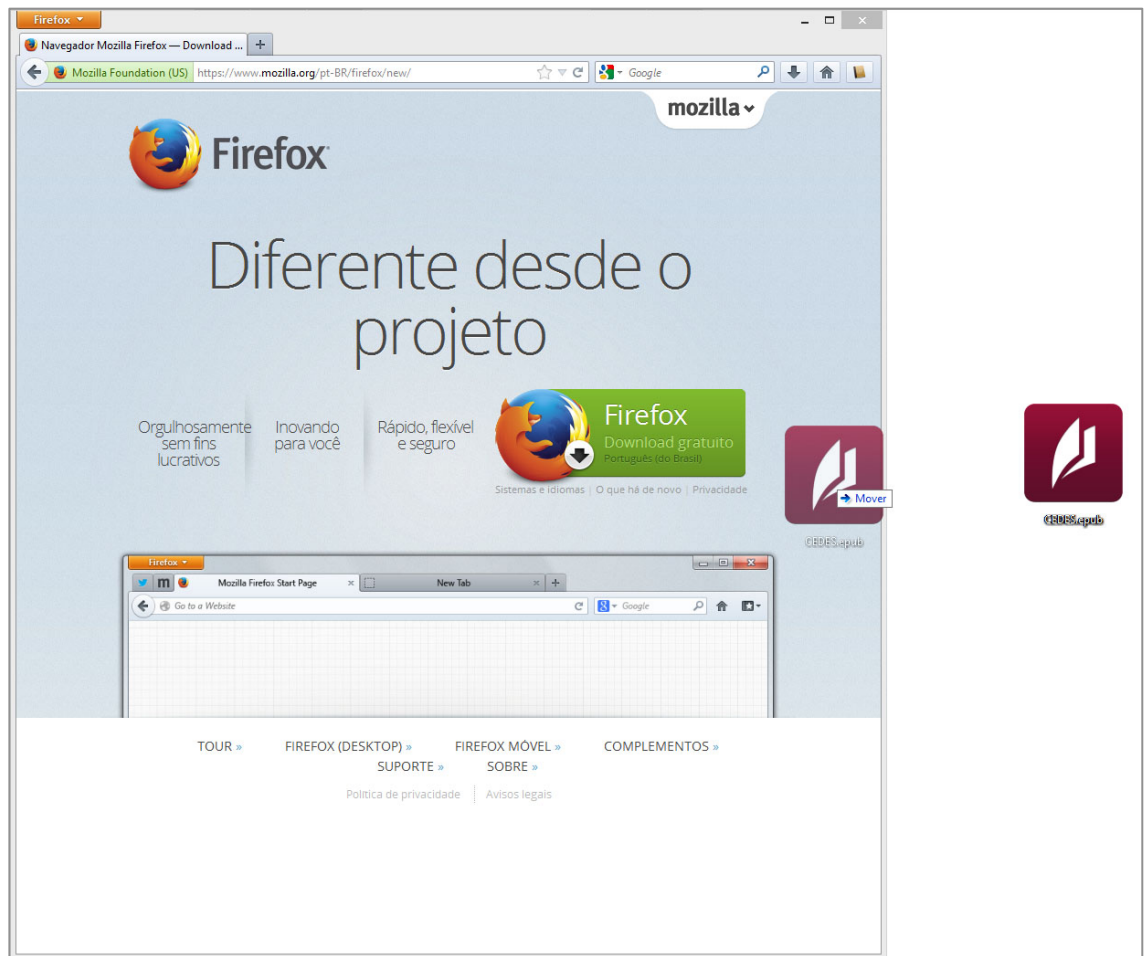 Firefox
Navegador Mozilla Firefox — Download ...
Mozilla Foundation (US) https://www.mozilla.org/pt-BR/firefox/new/ Google
mozilla
Firefox
Diferente desde o
projeto
Orgulhosamente
sem fins
lucrativos
Inovando
para você
Rápido, flexível
e seguro
Firefox
Download gratuito
Português (do Brasil)
Sistemas e idiomas | O que há de novo | Privacidade
Mover
CEDES.epub
CEDES.epub
Firefox
m Mozilla Firefox Start Page New Tab
Go to a Website Google
TOUR » FIREFOX (DESKTOP) » FIREFOX MÓVEL » COMPLEMENTOS »
SUPORTE » SOBRE »
Política de privacidade Avisos legais